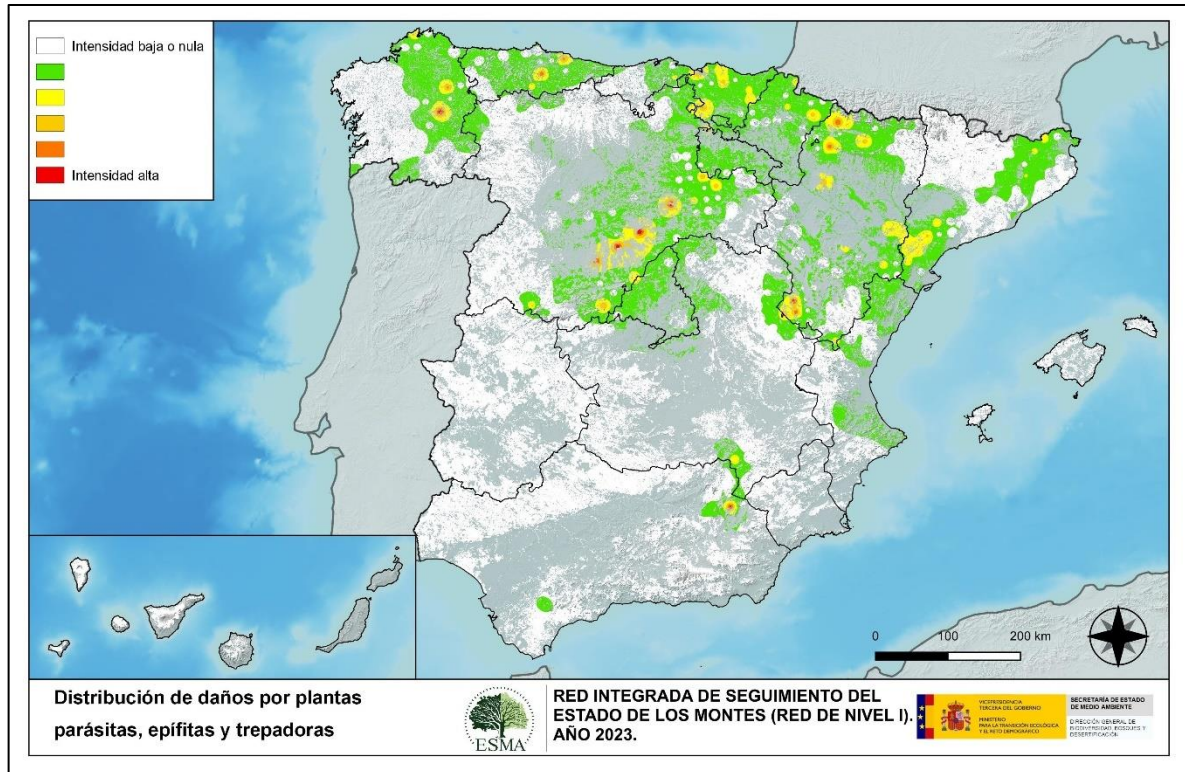 Intensidad baja o nula
Intensidad alta
0 100 200 km
Distribución de daños por plantas
parásitas, epífitas y trepadoras
ESMA
RED INTEGRADA DE SEGUIMIENTO DEL
ESTADO DE LOS MONTES (RED DE NIVEL I).
AÑO 2023.
VICEPRESIDENCIA
TERCERA DEL GOBIERNO
MINISTERIO
PARA LA TRANSICIÓN ECOLÓGICA
Y EL RETO DEMOGRÁFICO
SECRETARÍA DE ESTADO
DE MEDIO AMBIENTE
DIRECCIÓN GENERAL DE
BIODIVERSIDAD, BOSQUES Y
DESERTIFICACIÓN